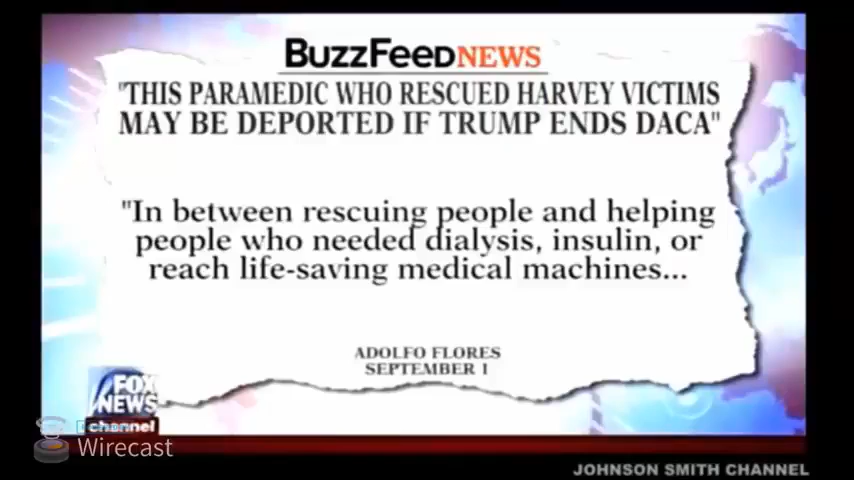 BuzzFeedNEWS
"THIS PARAMEDIC WHO RESCUED HARVEY VICTIMS
MAY BE DEPORTED IF TRUMP ENDS DACA"
"In between rescuing people and helping
people who needed dialysis, insulin, or
reach life-saving medical machines...
ADOLFO FLORES
SEPTEMBER 1
FOX
NEWS
channel
Wirecast
JOHNSON SMITH CHANNEL